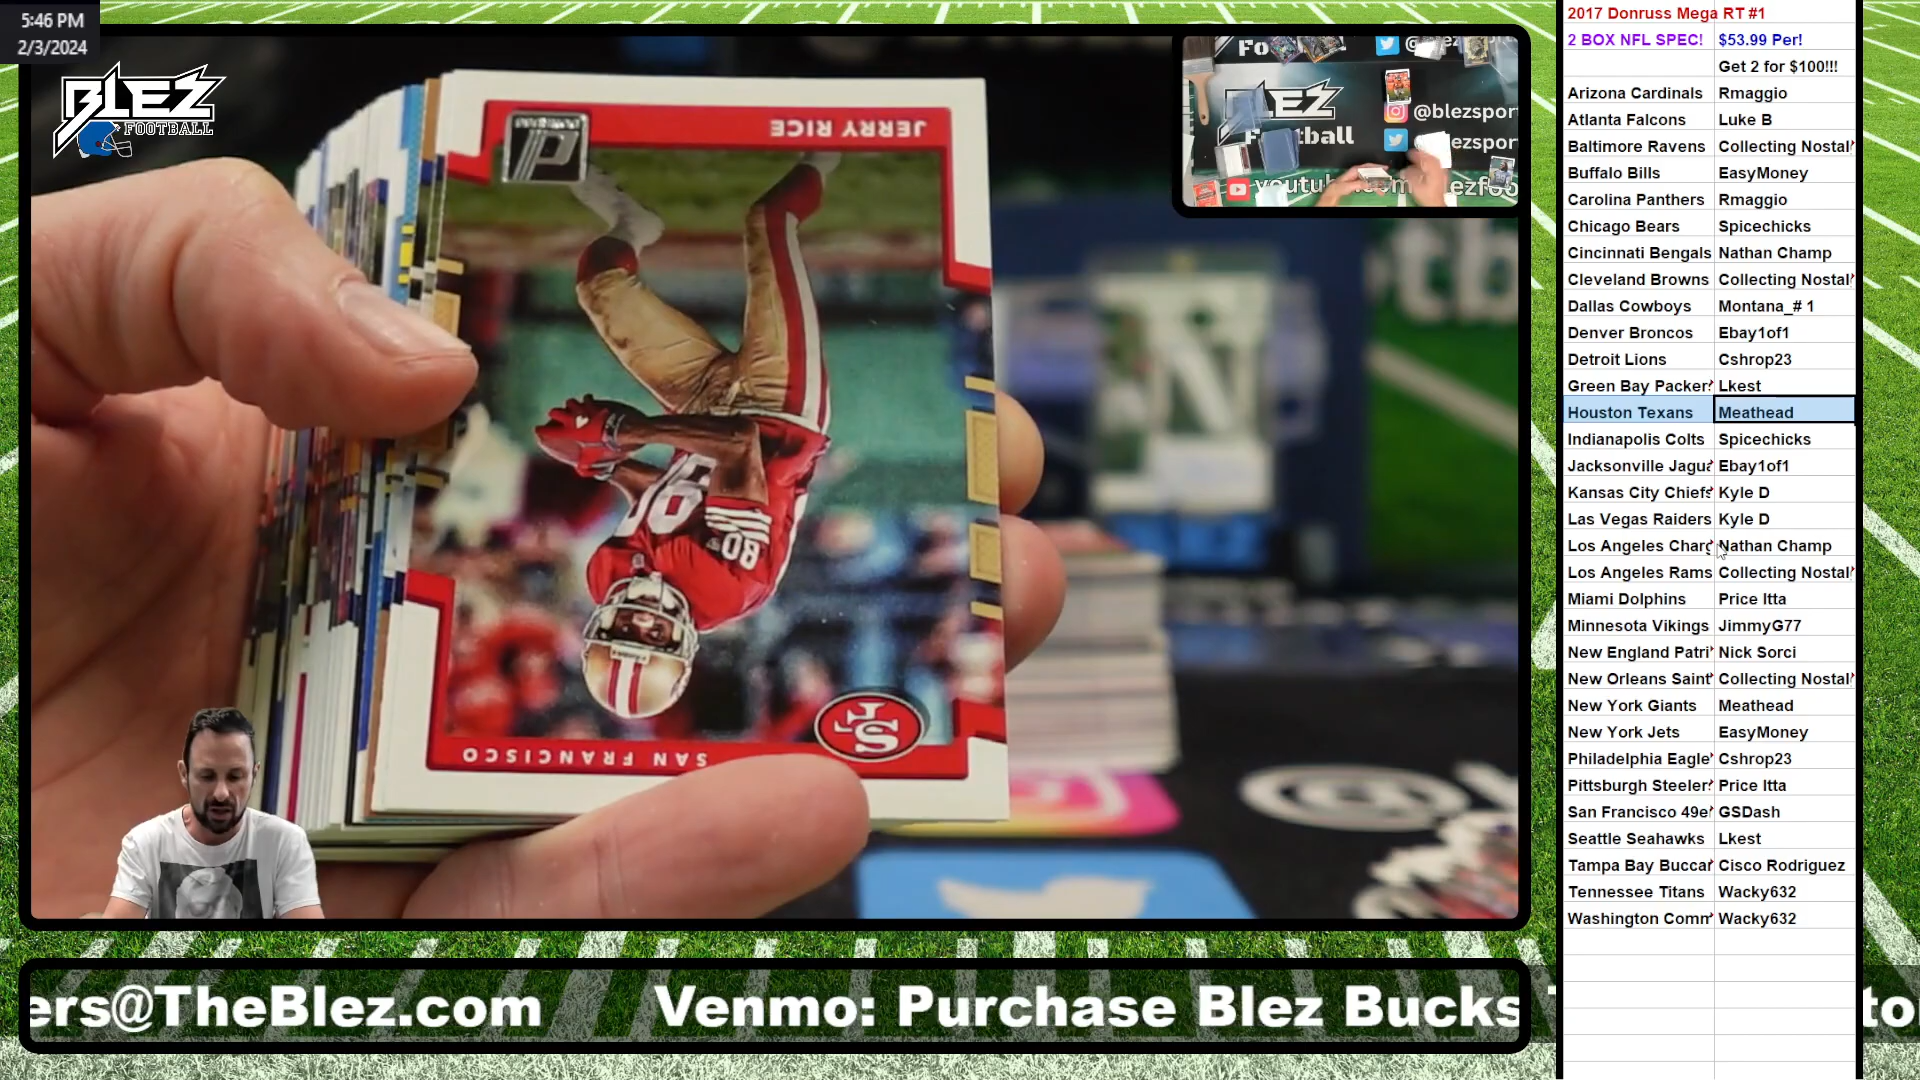 5:46 PM
2/3/2024
BLEZ
FOOTBALL
JERRY RICE
80
SAN FRANCISCO
SF
BLEZ
Football
@blezspor
youtube.com
2017 Donruss Mega RT #1
2 BOX NFL SPEC! $53.99 Per!
Get 2 for $100!!!
Arizona Cardinals Rmaggio
Atlanta Falcons Luke B
Baltimore Ravens Collecting Nostal
Buffalo Bills EasyMoney
Carolina Panthers Rmaggio
Chicago Bears Spicechicks
Cincinnati Bengals Nathan Champ
Cleveland Browns Collecting Nostal
Dallas Cowboys Montana_# 1
Denver Broncos Ebay1of1
Detroit Lions Cshrop23
Green Bay Packer Lkest
Houston Texans Meathead
Indianapolis Colts Spicechicks
Jacksonville Jagua Ebay1of1
Kansas City Chiefs Kyle D
Las Vegas Raiders Kyle D
Los Angeles Charg Nathan Champ
Los Angeles Rams Collecting Nostal
Miami Dolphins Price Itta
Minnesota Vikings JimmyG77
New England Patri Nick Sorci
New Orleans Saint Collecting Nostal
New York Giants Meathead
New York Jets EasyMoney
Philadelphia Eagle Cshrop23
Pittsburgh Steeler Price Itta
San Francisco 49e GSDash
Seattle Seahawks Lkest
Tampa Bay Buccar Cisco Rodriguez
Tennessee Titans Wacky632
Washington Comm Wacky632
ers@TheBlez.com Venmo: Purchase Blez Bucks